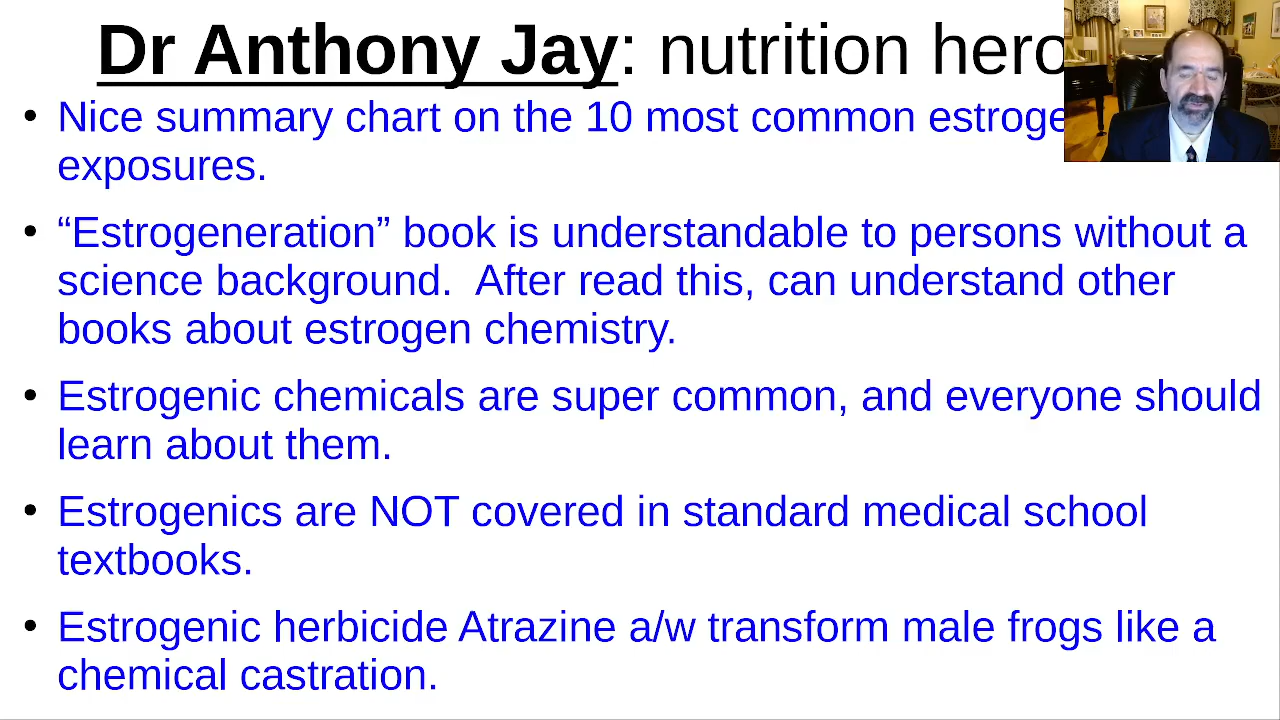 Dr Anthony Jay: nutrition hero
• Nice summary chart on the 10 most common
exposures.
• “Estrogeneration” book is understandable to persons without a
science background.  After read this, can understand other
books about estrogen chemistry.
• Estrogenic chemicals are super common, and everyone should
learn about them.
• Estrogenics are NOT covered in standard medical school
textbooks.
• Estrogenic herbicide Atrazine a/w transform male frogs like a
chemical castration.